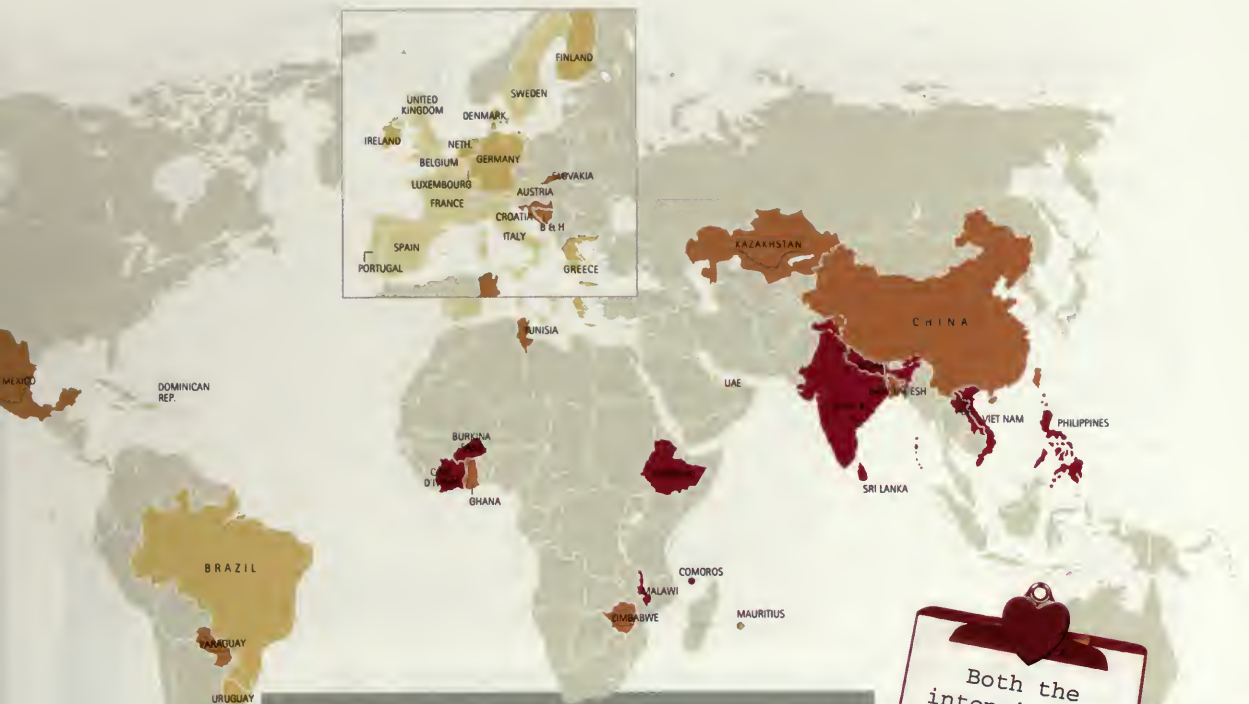 FINLAND
SWEDEN
UNITED
KINGDOM
DENMARK
IRELAND
NETH.
BELGIUM
GERMANY
LUXEMBOURG
SLOVAKIA
AUSTRIA
FRANCE
CROATIA
B & H
ITALY
SPAIN
PORTUGAL
GREECE
KAZAKHSTAN
CHINA
TUNISIA
MEXICO
DOMINICAN
REP.
UAE
VIET NAM
PHILIPPINES
BURKINA
SRI LANKA
GHANA
BRAZIL
COMOROS
MALAWI
MAURITIUS
ZIMBABWE
PARAGUAY
URUGUAY
Both the